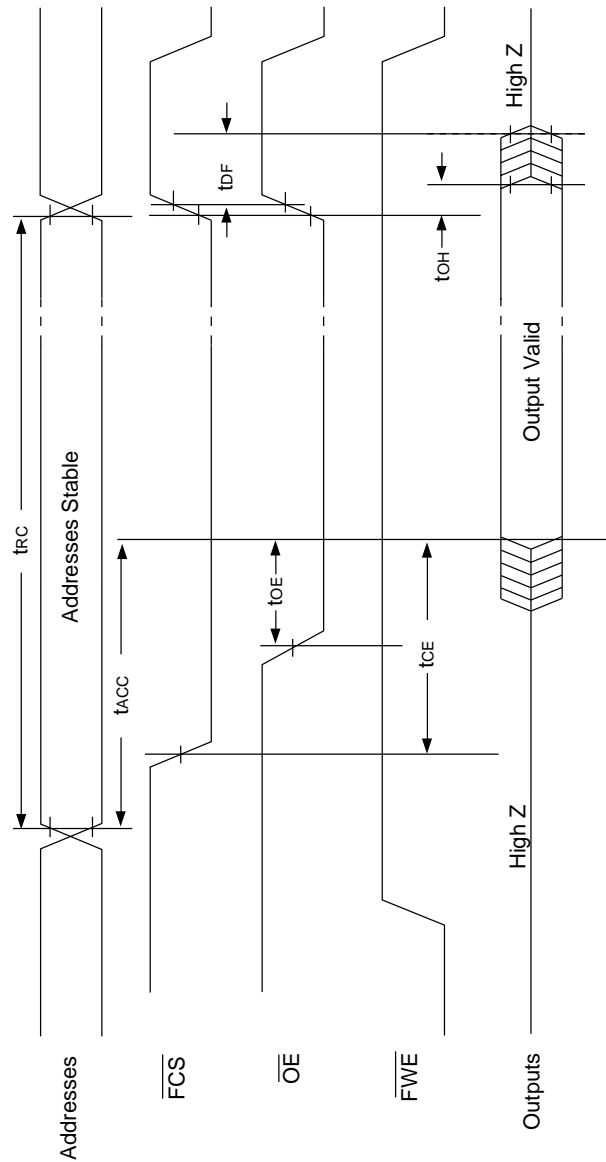 Addresses
Addresses Stable
tRC
tACC
FCS
tDF
OE
tOE
FWE
tCE
tOH
Outputs
High Z
Output Valid
High Z